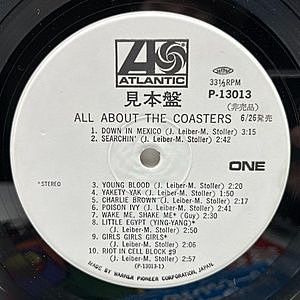 ATLANTIC
33⅓RPM
P-13013
見本盤
(非売品)
ALL ABOUT THE COASTERS
6/25発売
1. DOWN IN MEXICO (J. Leiber-M. Stoller) 3:15
2. SEARCHIN' (J. Leiber-M. Stoller) 2:42
ONE
*STEREO
3. YOUNG BLOOD (J. Leiber-M. Stoller) 2:20
4. YAKETY YAK (J. Leiber-M. Stoller) 1:50
5. CHARLIE BROWN (J. Leiber-M. Stoller) 2:16
6. POISON IVY (J. Leiber-M. Stoller) 2:41
7. WAKE ME, SHAKE ME* (Guy) 2:30
8. LITTLE EGYPT (YING-YANG)*
(J. Leiber-M. Stoller) 2:50
9. GIRLS GIRLS GIRLS*
(J. Leiber-M. Stoller) 2:06
10. RIOT IN CELL BLOCK #9
(J. Leiber-M. Stoller) 2:57
(P-13013-1)
MADE BY WARNER PIONEER CORPORATION, JAPAN